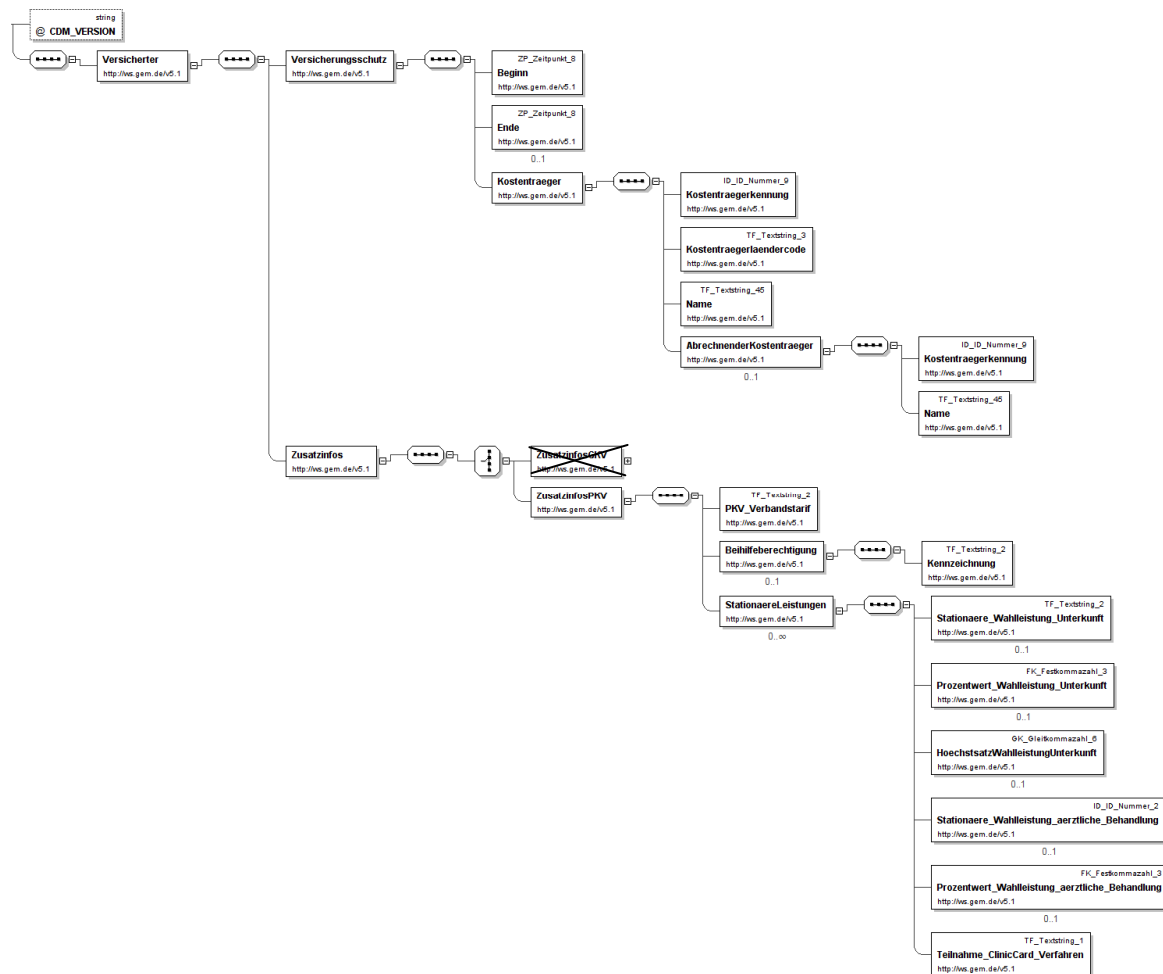 string
@ CDM_VERSION
Versicherter
http://ws.gem.de/v5.1
Versicherungsschutz
http://ws.gem.de/v5.1
ZP_Zeitpunkt_8
Beginn
http://ws.gem.de/v5.1
ZP_Zeitpunkt_8
Ende
http://ws.gem.de/v5.1
0..1
Kostentraeger
http://ws.gem.de/v5.1
ID_ID_Nummer_9
Kostentraegerkennung
http://ws.gem.de/v5.1
TF_Textstring_3
Kostentraegerlaendercode
http://ws.gem.de/v5.1
TF_Textstring_45
Name
http://ws.gem.de/v5.1
AbrechnenderKostentraeger
http://ws.gem.de/v5.1
0..1
ID_ID_Nummer_9
Kostentraegerkennung
http://ws.gem.de/v5.1
TF_Textstring_45
Name
http://ws.gem.de/v5.1
Zusatzinfos
http://ws.gem.de/v5.1
ZusatzinfosGKV
http://ws.gem.de/v5.1
ZusatzinfosPKV
http://ws.gem.de/v5.1
TF_Textstring_2
PKV_Verbandstarif
http://ws.gem.de/v5.1
Beihilfeberechtigung
http://ws.gem.de/v5.1
0..1
TF_Textstring_2
Kennzeichnung
http://ws.gem.de/v5.1
StationaereLeistungen
http://ws.gem.de/v5.1
0..∞
TF_Textstring_2
Stationaere_Wahlleistung_Unterkunft
http://ws.gem.de/v5.1
0..1
FK_Festkommazahl_3
Prozentwert_Wahlleistung_Unterkunft
http://ws.gem.de/v5.1
0..1
GK_Gleitkommazahl_6
HoechstsatzWahlleistungUnterkunft
http://ws.gem.de/v5.1
0..1
ID_ID_Nummer_2
Stationaere_Wahlleistung_aerztliche_Behandlung
http://ws.gem.de/v5.1
0..1
FK_Festkommazahl_3
Prozentwert_Wahlleistung_aerztliche_Behandlung
http://ws.gem.de/v5.1
0..1
TF_Textstring_1
Teilnahme_ClinicCard_Verfahren
http://ws.gem.de/v5.1